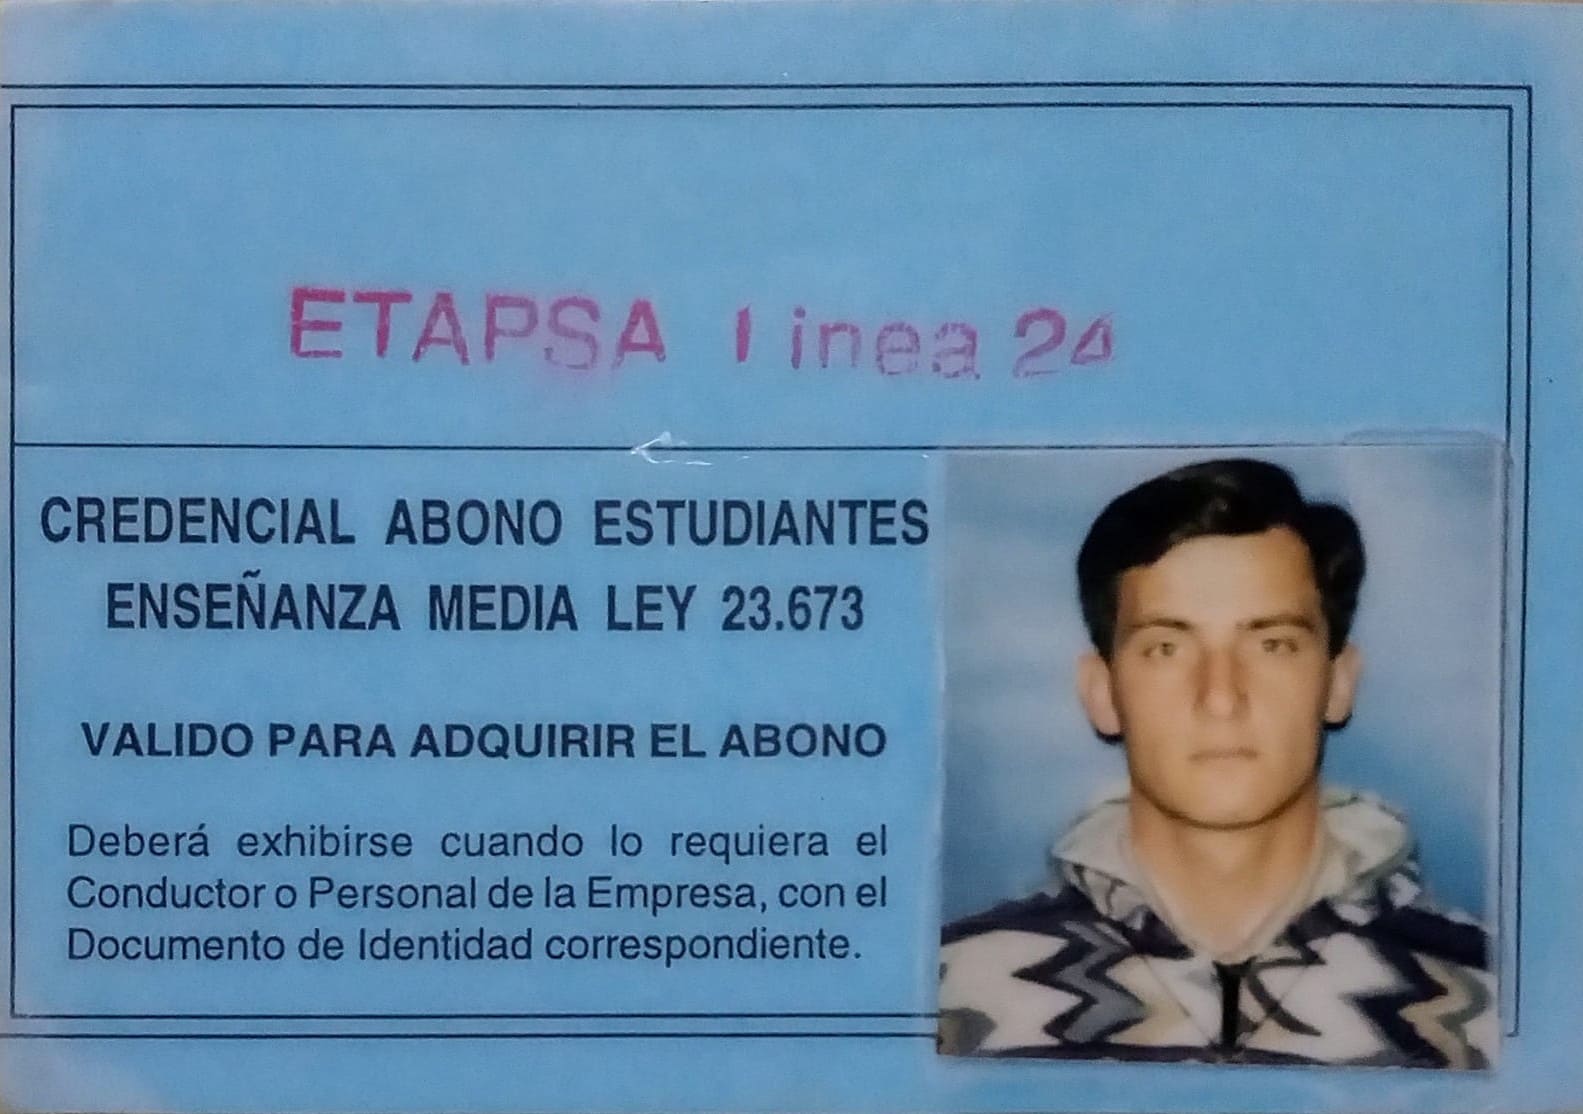 ETAPSA linea 24
CREDENCIAL ABONO ESTUDIANTES
ENSEÑANZA MEDIA LEY 23.673
VALIDO PARA ADQUIRIR EL ABONO
Deberá exhibirse cuando lo requiera el
Conductor o Personal de la Empresa, con el
Documento de Identidad correspondiente.